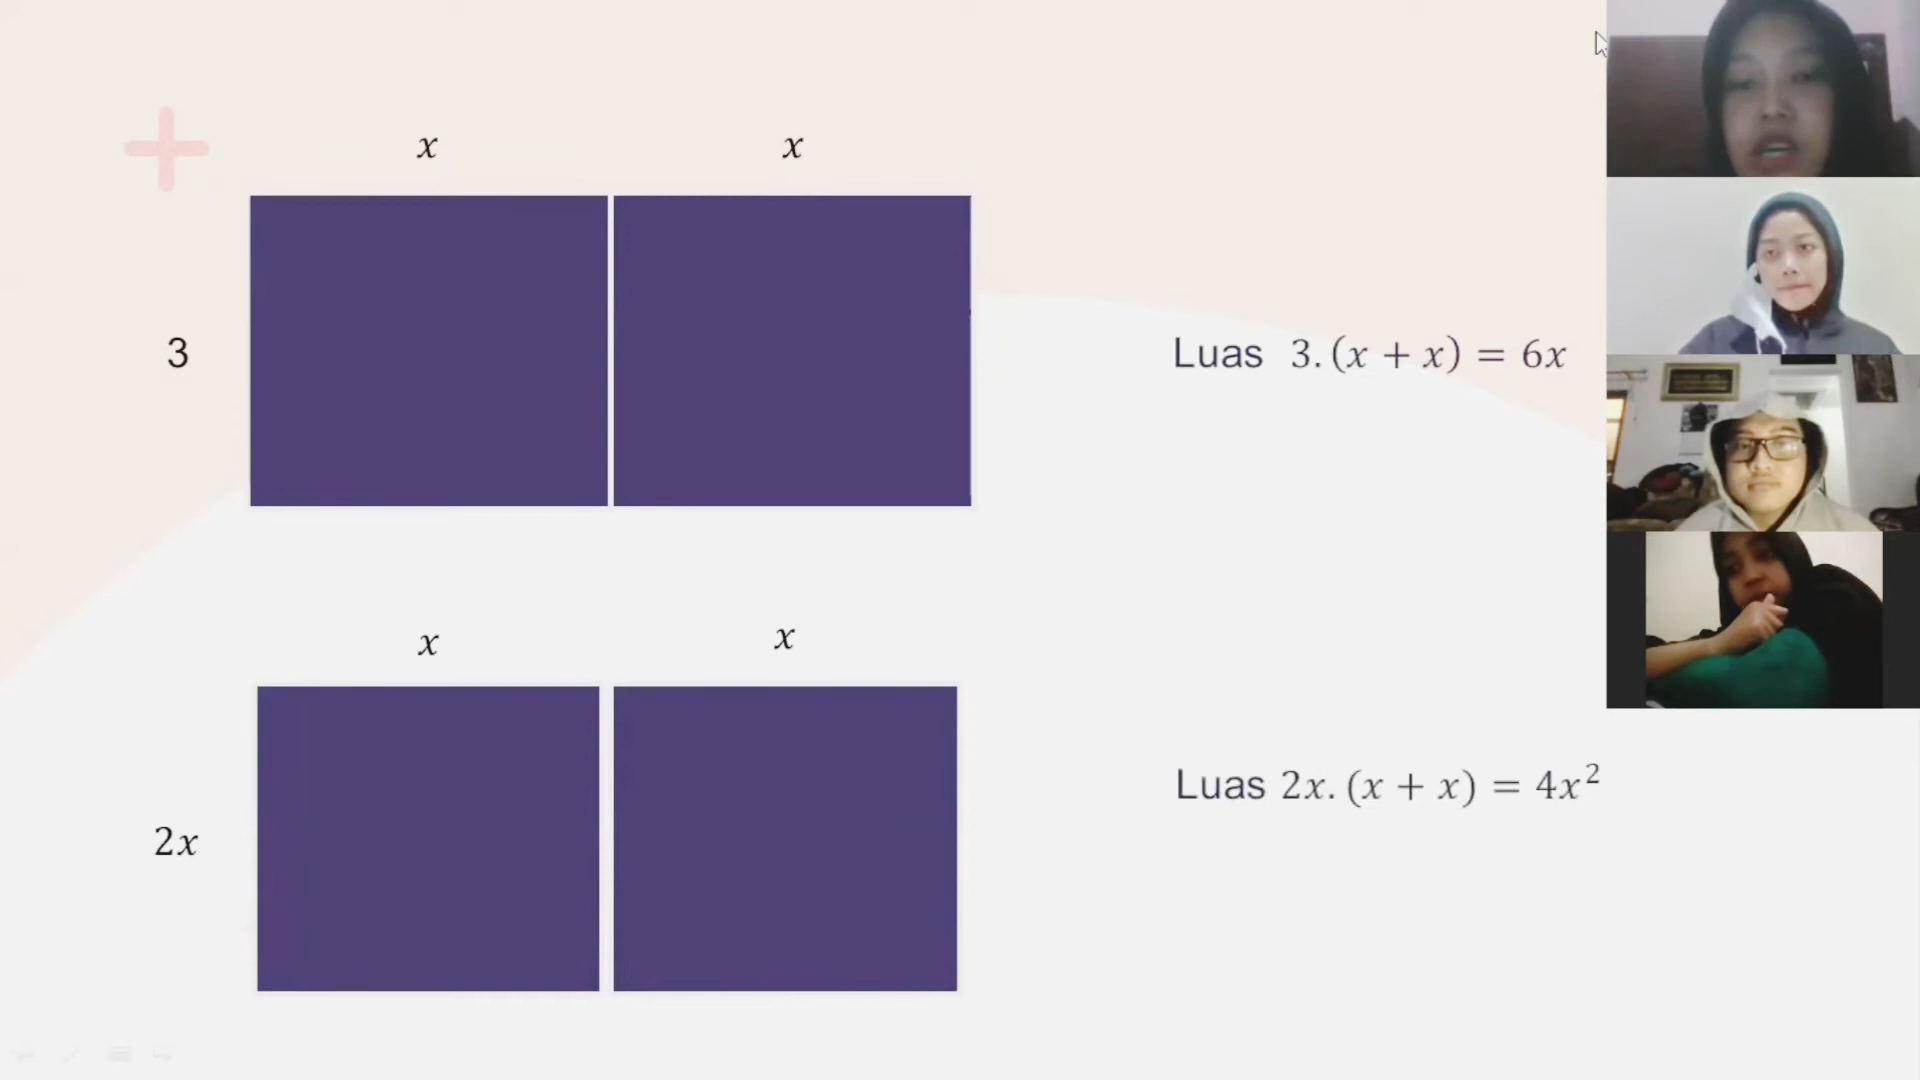 x x
3
Luas 3.(x + x) = 6x
x x
2x
Luas 2x.(x + x) = 4x²